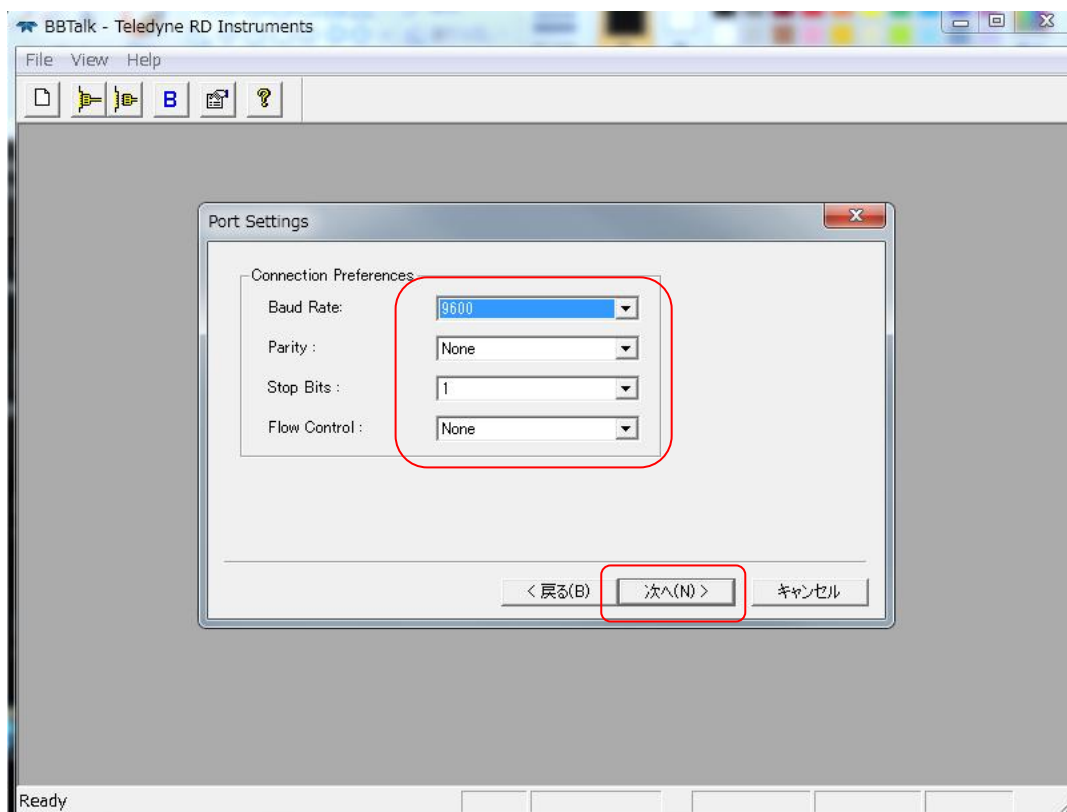 BBTalk - Teledyne RD Instruments
File View Help
B ?
Port Settings
Connection Preferences
Baud Rate: 9600
Parity : None
Stop Bits : 1
Flow Control : None
< 戻る(B) 次へ(N) > キャンセル
Ready